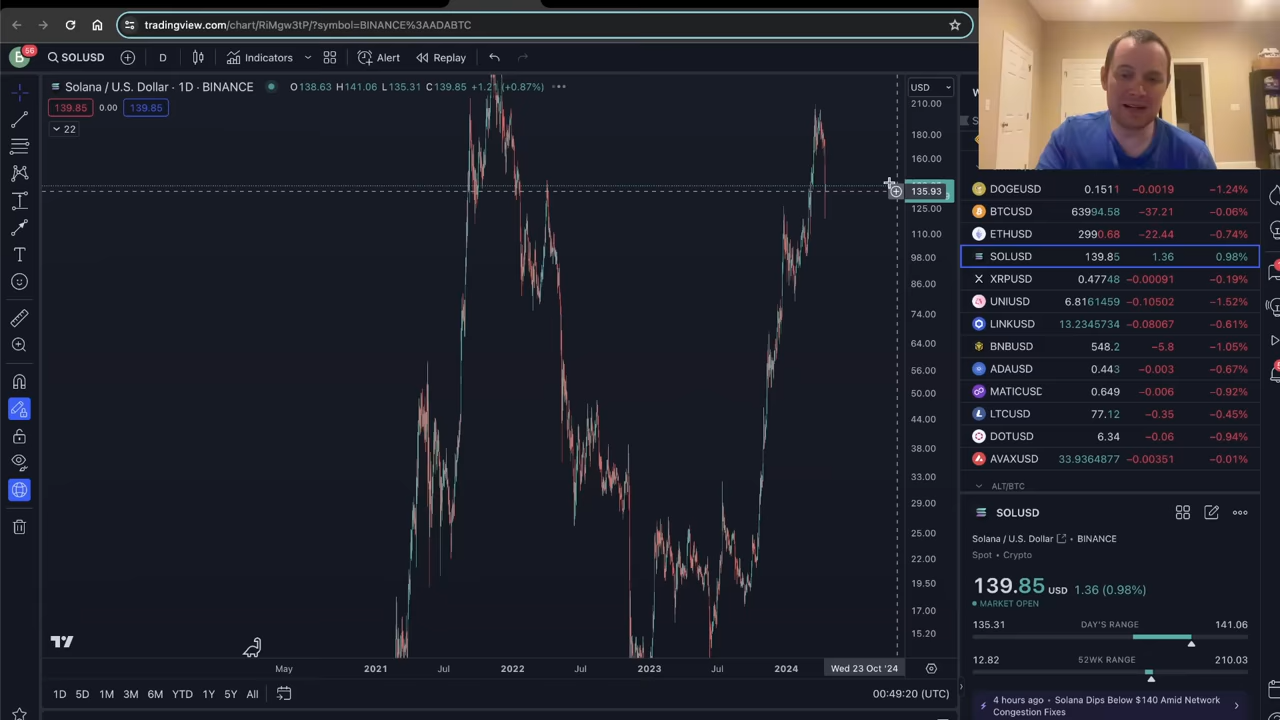 tradingview.com/chart/RiMgw3tP/?symbol=BINANCE%3AADABTC
B 56 SOLUSD D Indicators Alert Replay
Solana / U.S. Dollar · 1D · BINANCE O138.63 H141.06 L135.31 C139.85 (+0.87%)
139.85 0.00 139.85
22
USD
210.00
180.00
160.00
135.93
125.00
110.00
98.00
86.00
74.00
64.00
56.00
50.00
44.00
38.00
33.00
29.00
25.00
22.00
19.50
17.00
15.20
May 2021 Jul 2022 Jul 2023 Jul 2024 Wed 23 Oct '24
1D 5D 1M 3M 6M YTD 1Y 5Y All 00:49:20 (UTC)
DOGEUSD 0.1511 −0.0019 −1.24%
BTCUSD 63994.58 −37.21 −0.06%
ETHUSD 2990.68 −22.44 −0.74%
SOLUSD 139.85 1.36 0.98%
XRPUSD 0.47748 −0.00091 −0.19%
UNIUSD 6.8161459 −0.10502 −1.52%
LINKUSD 13.2345734 −0.08067 −0.61%
BNBUSD 548.2 −5.8 −1.05%
ADAUSD 0.443 −0.003 −0.67%
MATICUSD 0.649 −0.006 −0.92%
LTCUSD 77.12 −0.35 −0.45%
DOTUSD 6.34 −0.06 −0.94%
AVAXUSD 33.9364877 −0.00351 −0.01%
ALT/BTC
SOLUSD
Solana / U.S. Dollar • BINANCE
Spot • Crypto
139.85 USD 1.36 (0.98%)
MARKET OPEN
135.31 DAY'S RANGE 141.06
12.82 52WK RANGE 210.03
4 hours ago • Solana Dips Below $140 Amid Network
Congestion Fixes